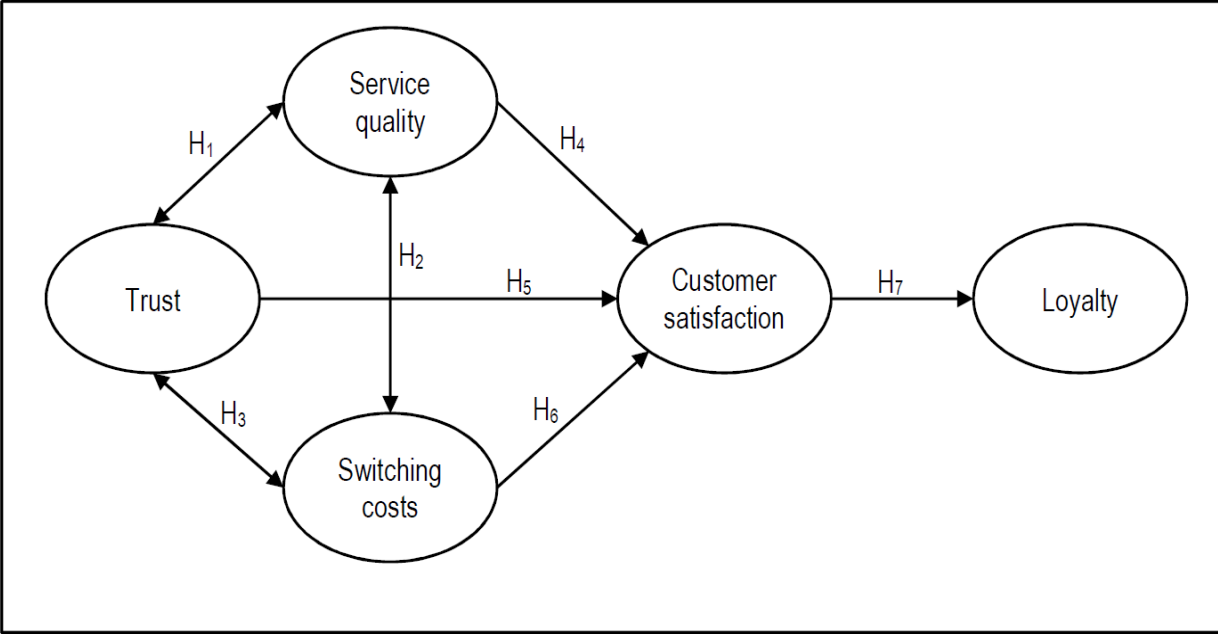 Service
quality
H₁
H₄
H₂
Trust
H₅
Customer
satisfaction
H₇
Loyalty
H₃
H₆
Switching
costs